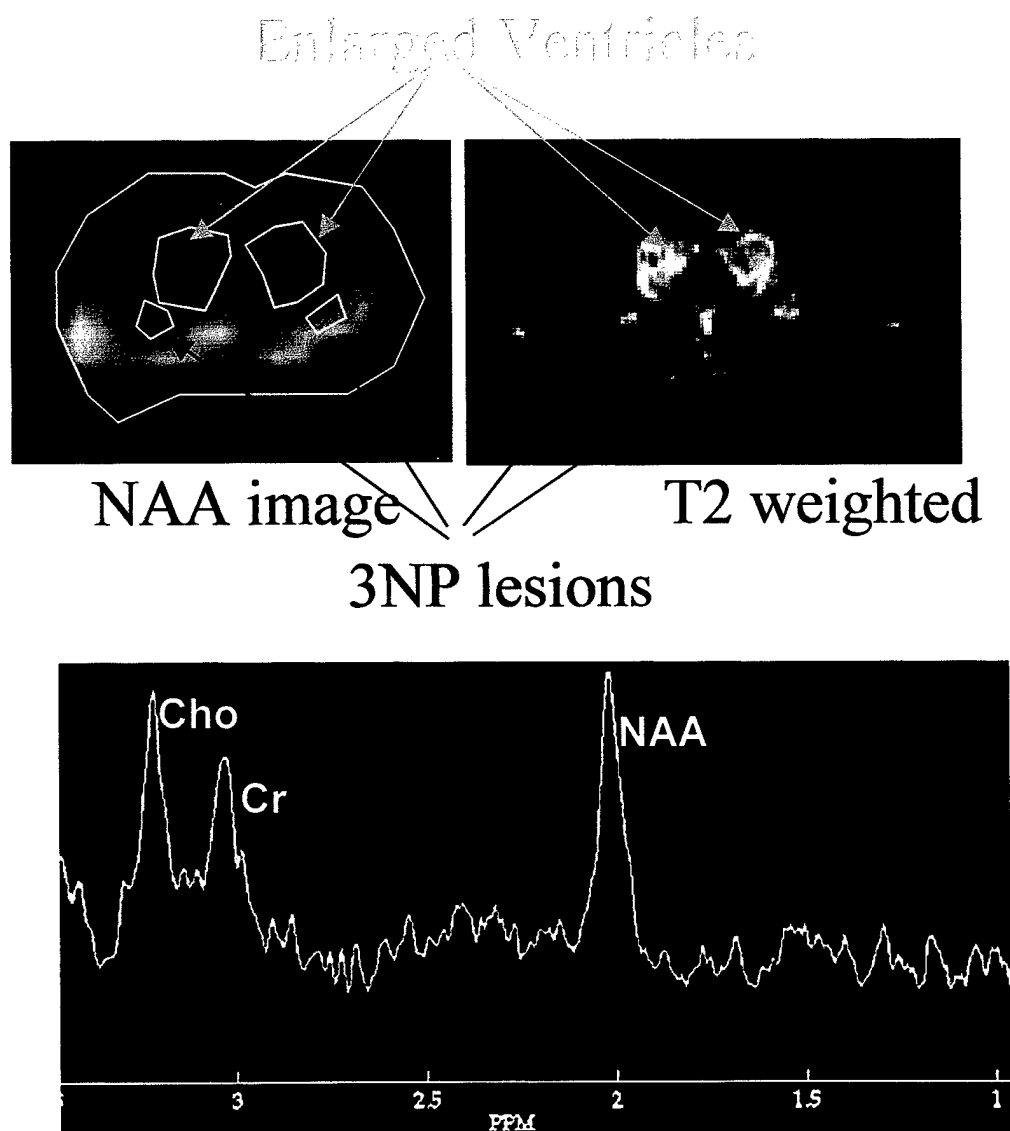 Enlarged Ventricles
NAA image
T2 weighted
3NP lesions
Cho
NAA
Cr
3
2.5
2
1.5
1
PPM